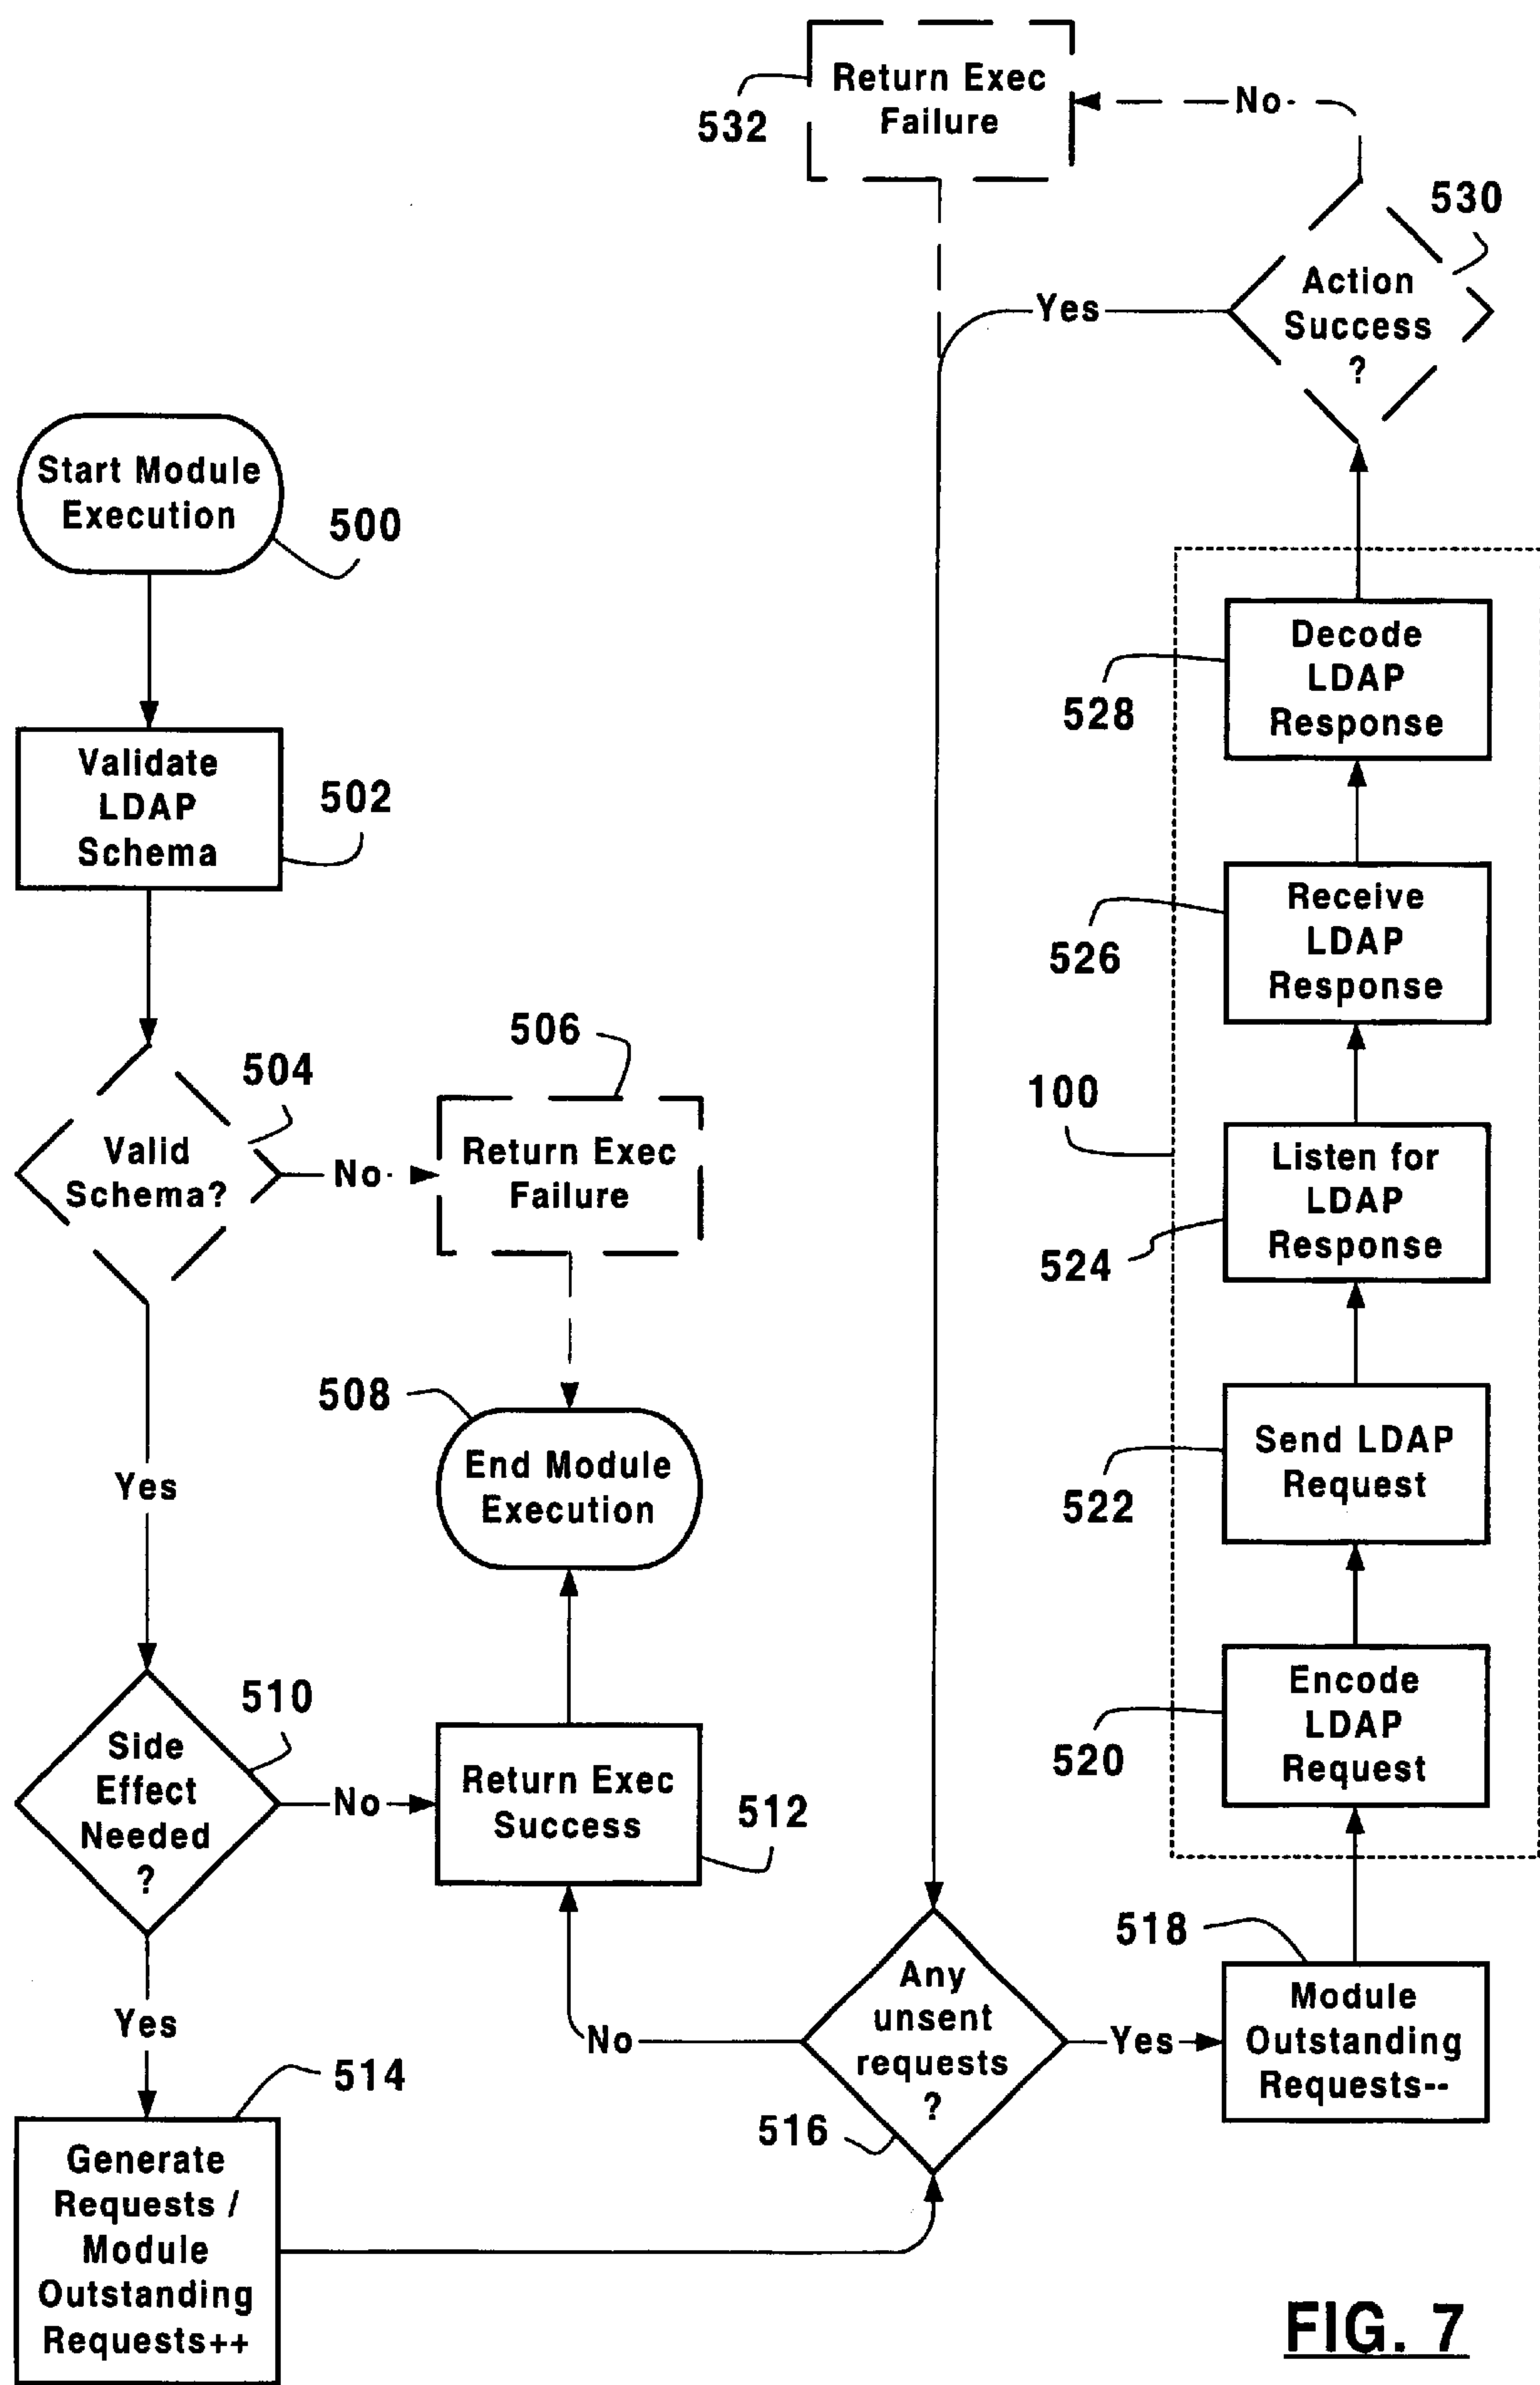 Return Exec
Failure
532
No
530
Action
Success
?
Yes
Start Module
Execution
500
Validate
LDAP
Schema
502
Valid
Schema?
504
No
Return Exec
Failure
506
End Module
Execution
508
Yes
Side
Effect
Needed
?
510
No
Return Exec
Success
512
Yes
Generate
Requests /
Module
Outstanding
Requests++
514
Any
unsent
requests
?
516
No
Yes
Module
Outstanding
Requests--
518
Encode
LDAP
Request
520
Send LDAP
Request
522
Listen for
LDAP
Response
524
100
Receive
LDAP
Response
526
Decode
LDAP
Response
528
FIG. 7